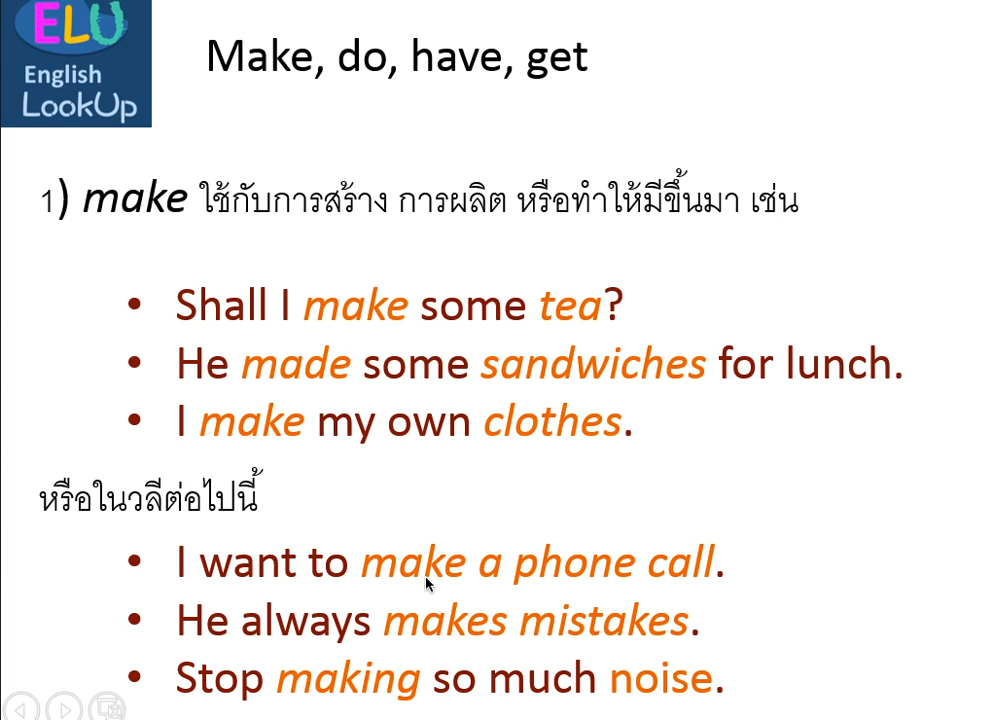 ELU
English
LookUp
Make, do, have, get
1) make ใช้กับการสร้าง การผลิต หรือทำให้มีขึ้นมา เช่น
• Shall I make some tea?
• He made some sandwiches for lunch.
• I make my own clothes.
หรือในวลีต่อไปนี้
• I want to make a phone call.
• He always makes mistakes.
• Stop making so much noise.